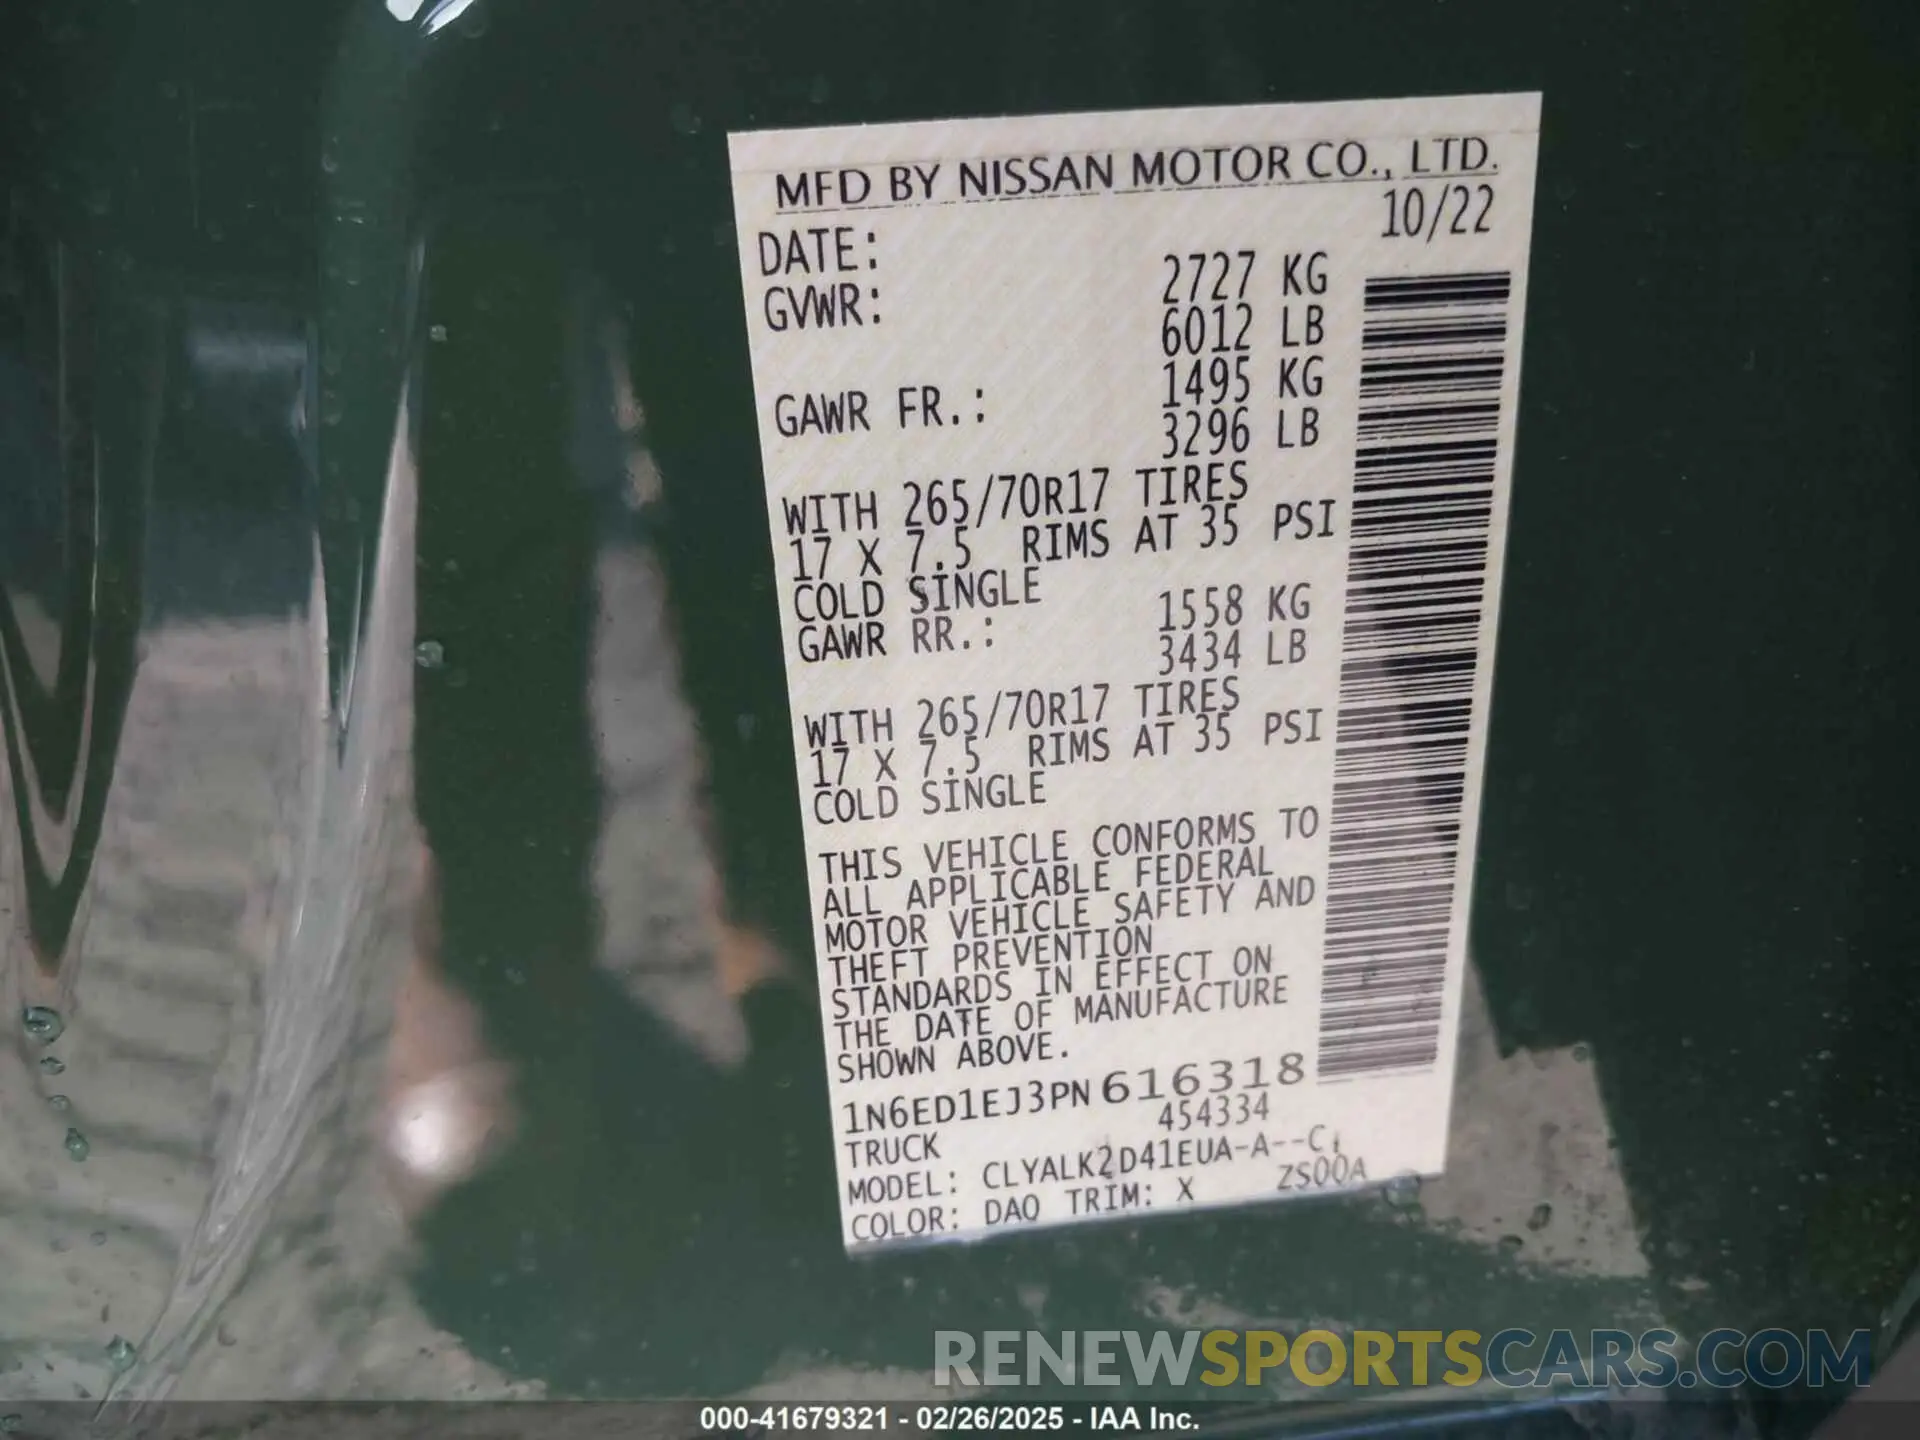 MFD BY NISSAN MOTOR CO., LTD.
DATE: 10/22
GVWR: 2727 KG
6012 LB
GAWR FR.: 1495 KG
3296 LB
WITH 265/70R17 TIRES
17 X 7.5 RIMS AT 35 PSI
COLD SINGLE
GAWR RR.: 1558 KG
3434 LB
WITH 265/70R17 TIRES
17 X 7.5 RIMS AT 35 PSI
COLD SINGLE
THIS VEHICLE CONFORMS TO
ALL APPLICABLE FEDERAL
MOTOR VEHICLE SAFETY AND
THEFT PREVENTION
STANDARDS IN EFFECT ON
THE DATE OF MANUFACTURE
SHOWN ABOVE.
1N6ED1EJ3PN616318
TRUCK 454334
MODEL: CLYALK2D41EUA-A--C
COLOR: DAQ TRIM: X ZS00A
RENEWSPORTSCARS.COM
000-41679321 - 02/26/2025 - IAA Inc.